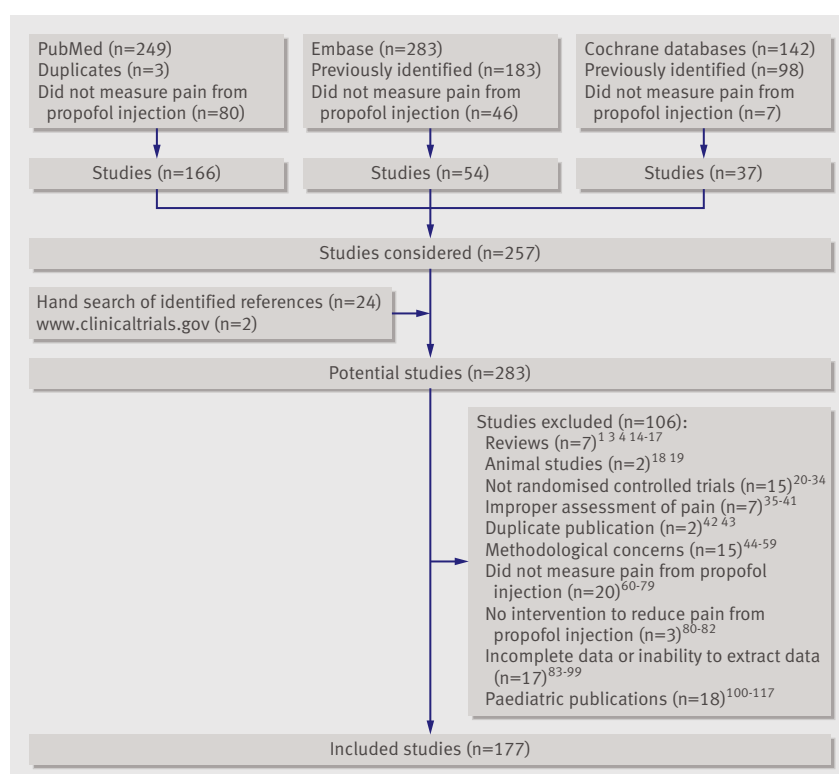 PubMed (n=249)
Duplicates (n=3)
Did not measure pain from
propofol injection (n=80)
Embase (n=283)
Previously identified (n=183)
Did not measure pain from
propofol injection (n=46)
Cochrane databases (n=142)
Previously identified (n=98)
Did not measure pain from
propofol injection (n=7)
Studies (n=166)
Studies (n=54)
Studies (n=37)
Studies considered (n=257)
Hand search of identified references (n=24)
www.clinicaltrials.gov (n=2)
Potential studies (n=283)
Studies excluded (n=106):
Reviews (n=7)1 3 4 14-17
Animal studies (n=2)18 19
Not randomised controlled trials (n=15)20-34
Improper assessment of pain (n=7)35-41
Duplicate publication (n=2)42 43
Methodological concerns (n=15)44-59
Did not measure pain from propofol
injection (n=20)60-79
No intervention to reduce pain from
propofol injection (n=3)80-82
Incomplete data or inability to extract data
(n=17)83-99
Paediatric publications (n=18)100-117
Included studies (n=177)